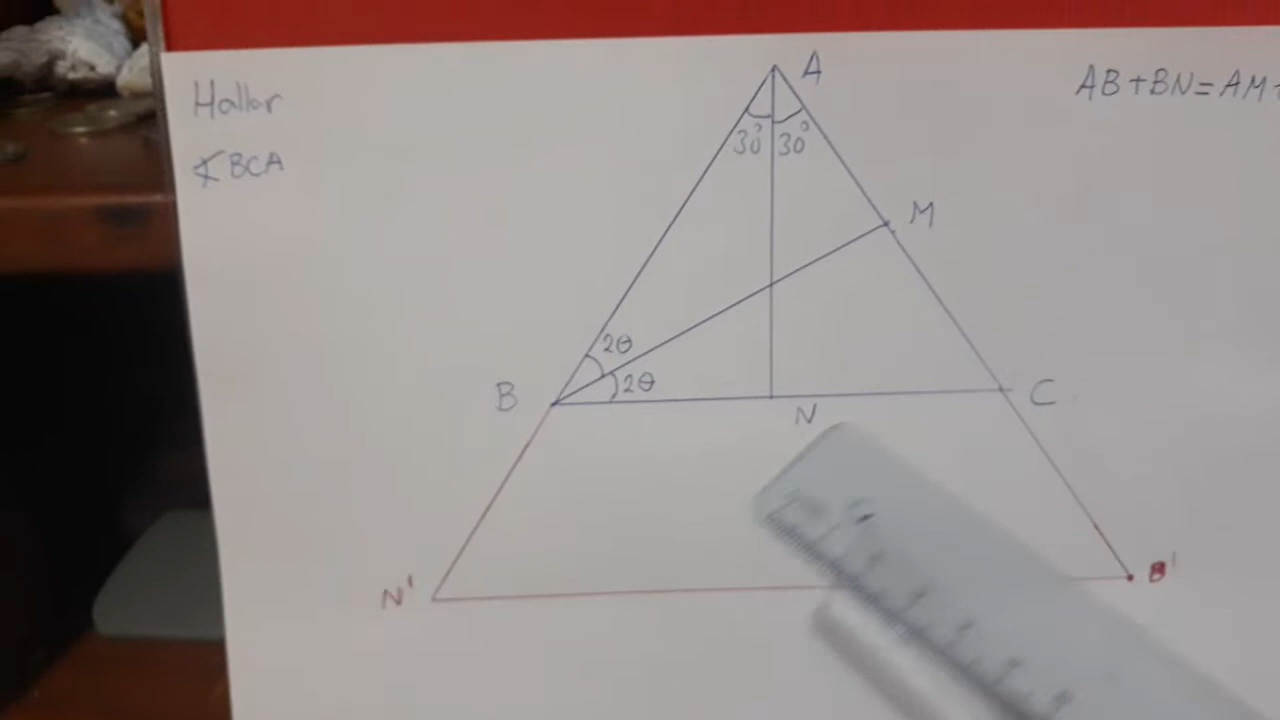 Hallar
∢BCA
AB+BN=AM+
A
30° 30°
M
2θ
2θ
B
N
C
N'
B'